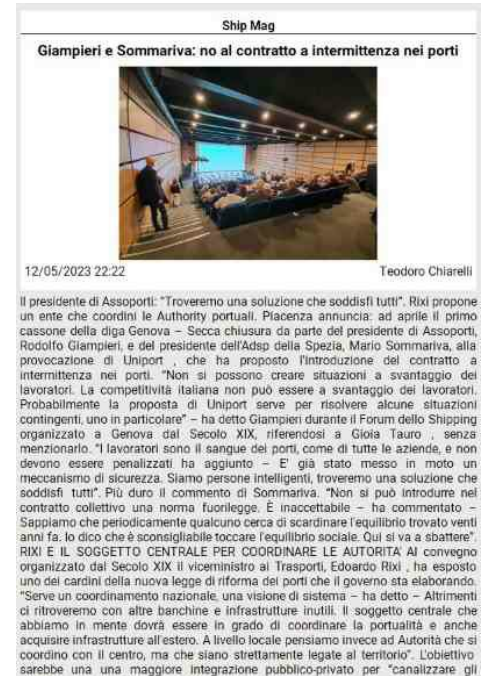 Ship Mag
Giampieri e Sommariva: no al contratto a intermittenza nei porti
12/05/2023 22:22
Teodoro Chiarelli
Il presidente di Assoporti: "Troveremo una soluzione che soddisfi tutti". Rixi propone
un ente che coordini le Authority portuali. Piacenza annuncia: ad aprile il primo
cassone della diga Genova – Secca chiusura da parte del presidente di Assoporti,
Rodolfo Giampieri, e del presidente dell'Adsp della Spezia, Mario Sommariva, alla
provocazione di Uniport , che ha proposto l'introduzione del contratto a
intermittenza nei porti. "Non si possono creare situazioni a svantaggio dei
lavoratori. La competitività italiana non può essere a svantaggio dei lavoratori.
Probabilmente la proposta di Uniport serve per risolvere alcune situazioni
contingenti, uno in particolare" – ha detto Giampieri durante il Forum dello Shipping
organizzato a Genova dal Secolo XIX, riferendosi a Gioia Tauro , senza
menzionarlo. "I lavoratori sono il sangue dei porti, come di tutte le aziende, e non
devono essere penalizzati ha aggiunto – E' già stato messo in moto un
meccanismo di sicurezza. Siamo persone intelligenti, troveremo una soluzione che
soddisfi tutti". Più duro il commento di Sommariva. "Non si può introdurre nel
contratto collettivo una norma fuorilegge. È inaccettabile – ha commentato –
Sappiamo che periodicamente qualcuno cerca di scardinare l'equilibrio trovato venti
anni fa. Io dico che è sconsigliabile toccare l'equilibrio sociale. Qui si va a sbattere".
RIXI E IL SOGGETTO CENTRALE PER COORDINARE LE AUTORITA' Al convegno
organizzato dal Secolo XIX il viceministro ai Trasporti, Edoardo Rixi , ha esposto
uno dei cardini della nuova legge di riforma dei porti che il governo sta elaborando.
"Serve un coordinamento nazionale, una visione di sistema – ha detto – Altrimenti
ci ritroveremo con altre banchine e infrastrutture inutili. Il soggetto centrale che
abbiamo in mente dovrà essere in grado di coordinare la portualità e anche
acquisire infrastrutture all'estero. A livello locale pensiamo invece ad Autorità che si
coordino con il centro, ma che siano strettamente legate al territorio". L'obiettivo
sarebbe una una maggiore integrazione pubblico-privato per "canalizzare gli